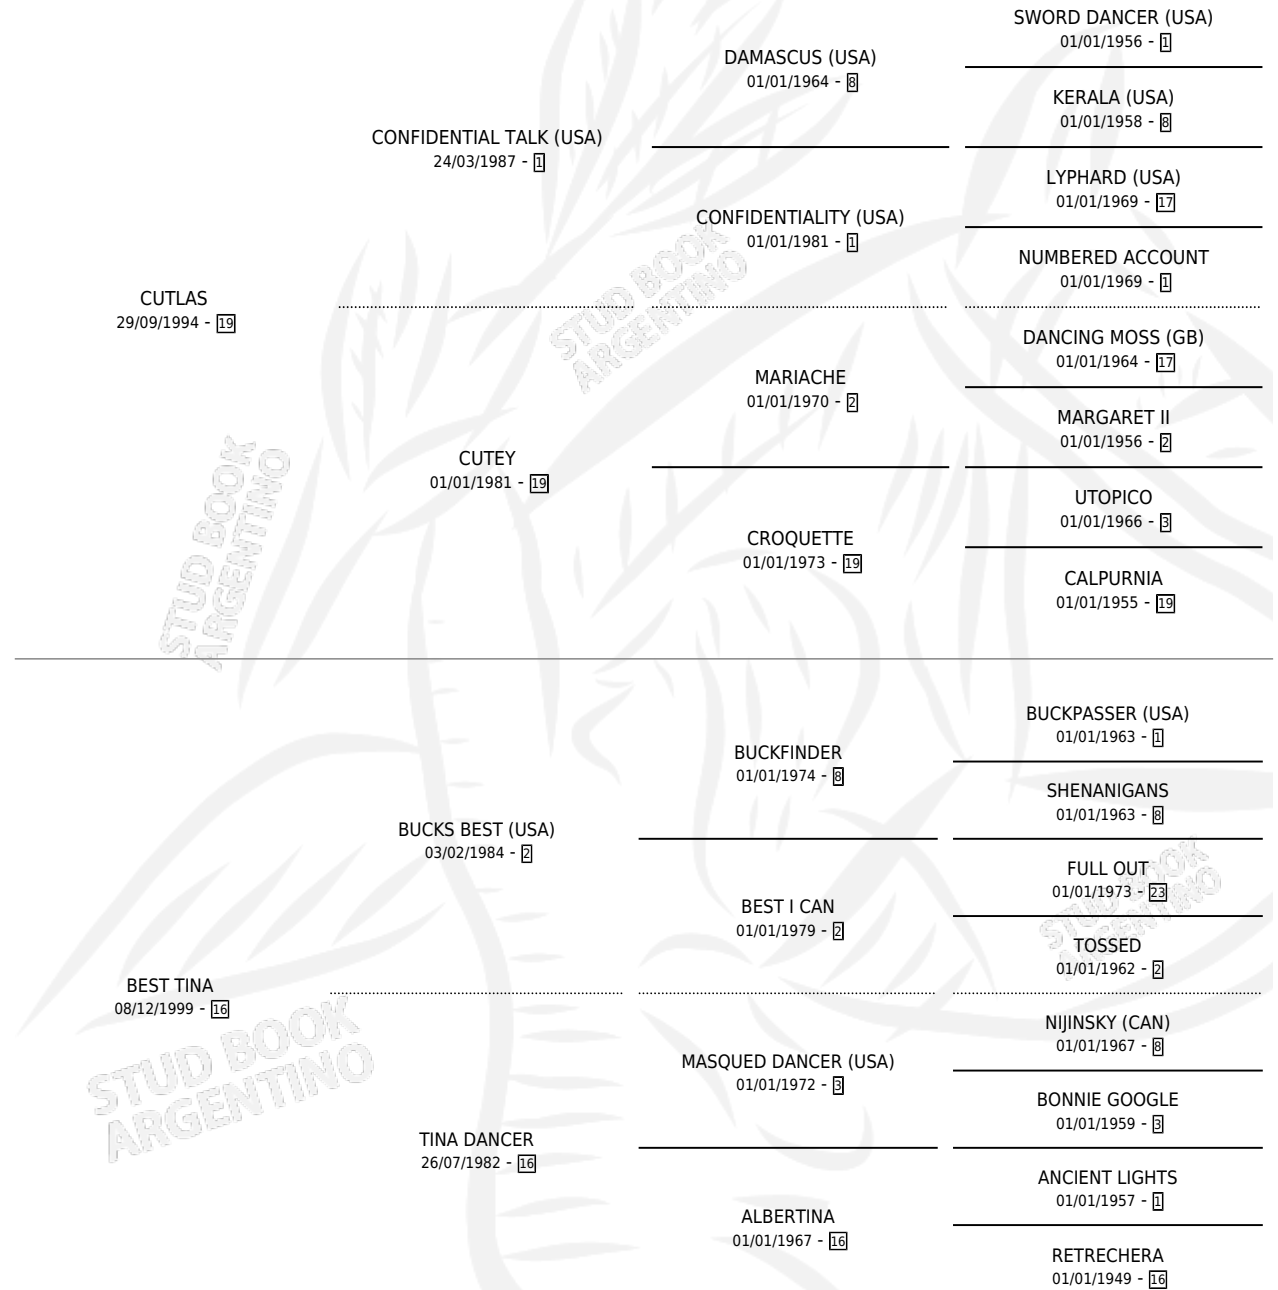 SWORD DANCER (USA)
01/01/1956 - 1
DAMASCUS (USA)
01/01/1964 - 8
KERALA (USA)
01/01/1958 - 8
CONFIDENTIAL TALK (USA)
24/03/1987 - 1
LYPHARD (USA)
01/01/1969 - 17
CONFIDENTIALITY (USA)
01/01/1981 - 1
NUMBERED ACCOUNT
01/01/1969 - 1
CUTLAS
29/09/1994 - 19
STUD BOOK
ARGENTINO
DANCING MOSS (GB)
01/01/1964 - 17
MARIACHE
01/01/1970 - 2
MARGARET II
01/01/1956 - 2
CUTEY
01/01/1981 - 19
UTOPICO
01/01/1966 - 3
CROQUETTE
01/01/1973 - 19
CALPURNIA
01/01/1955 - 19
STUD BOOK
ARGENTINO
BUCKPASSER (USA)
01/01/1963 - 1
BUCKFINDER
01/01/1974 - 8
SHENANIGANS
01/01/1963 - 8
BUCKS BEST (USA)
03/02/1984 - 2
FULL OUT
01/01/1973 - 23
BEST I CAN
01/01/1979 - 2
STUD BOOK
ARGENTINO
TOSSED
01/01/1962 - 2
BEST TINA
08/12/1999 - 16
STUD BOOK
ARGENTINO
NIJINSKY (CAN)
01/01/1967 - 8
MASQUED DANCER (USA)
01/01/1972 - 3
BONNIE GOOGLE
01/01/1959 - 3
TINA DANCER
26/07/1982 - 16
ANCIENT LIGHTS
01/01/1957 - 1
ALBERTINA
01/01/1967 - 16
RETRECHERA
01/01/1949 - 16